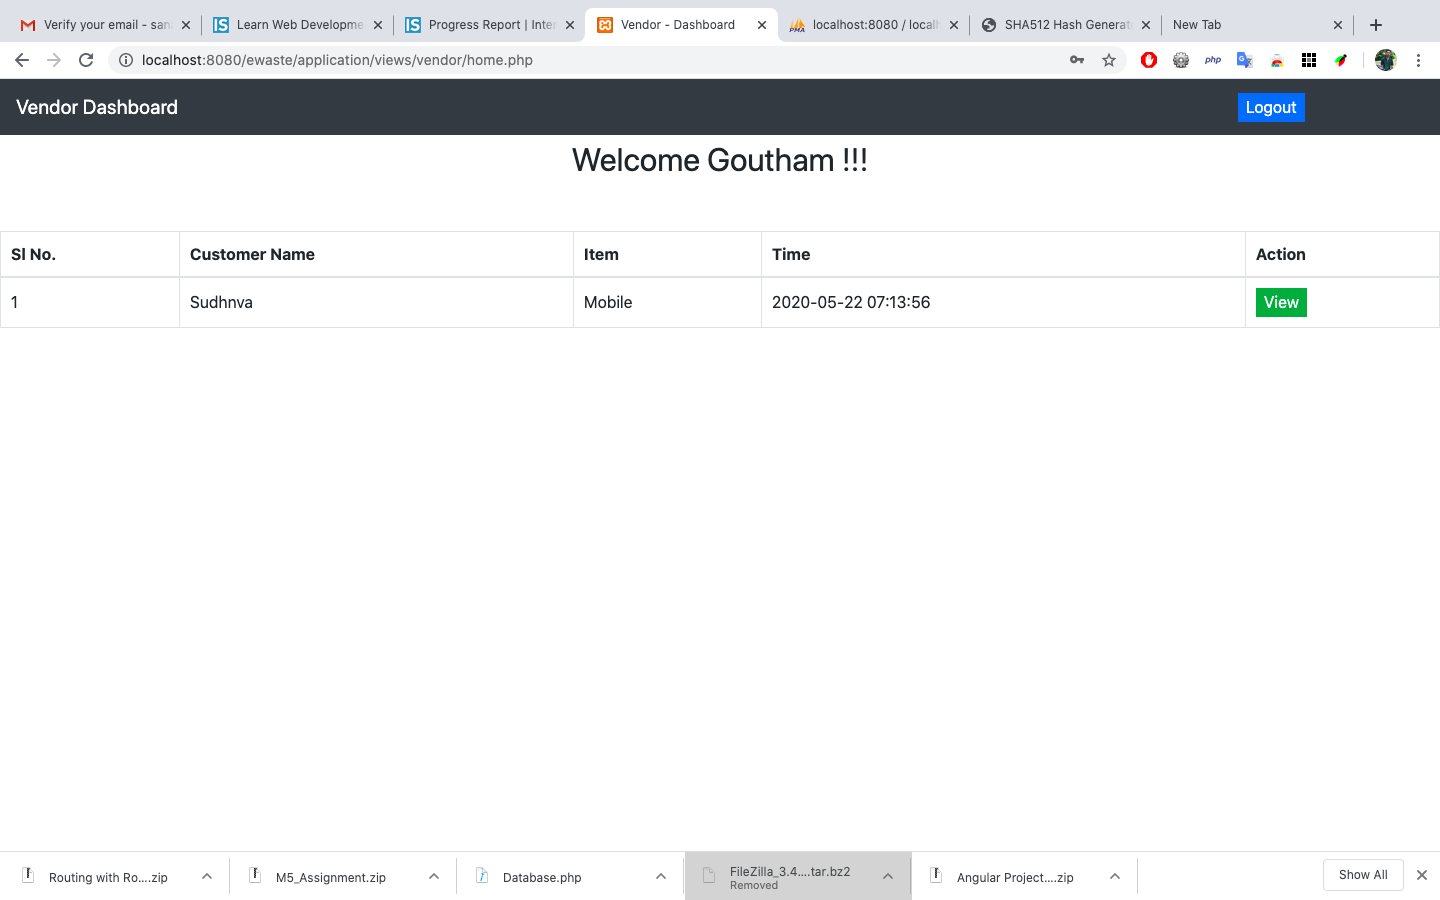 Verify your email - san
Learn Web Developme
Progress Report | Inter
Vendor - Dashboard
localhost:8080 / localh
SHA512 Hash Generat
New Tab
localhost:8080/ewaste/application/views/vendor/home.php
php
Vendor Dashboard
Logout
Welcome Goutham !!!
Sl No. Customer Name Item Time Action
1 Sudhnva Mobile 2020-05-22 07:13:56 View
Routing with Ro....zip
M5_Assignment.zip
Database.php
FileZilla_3.4....tar.bz2
Removed
Angular Project....zip
Show All